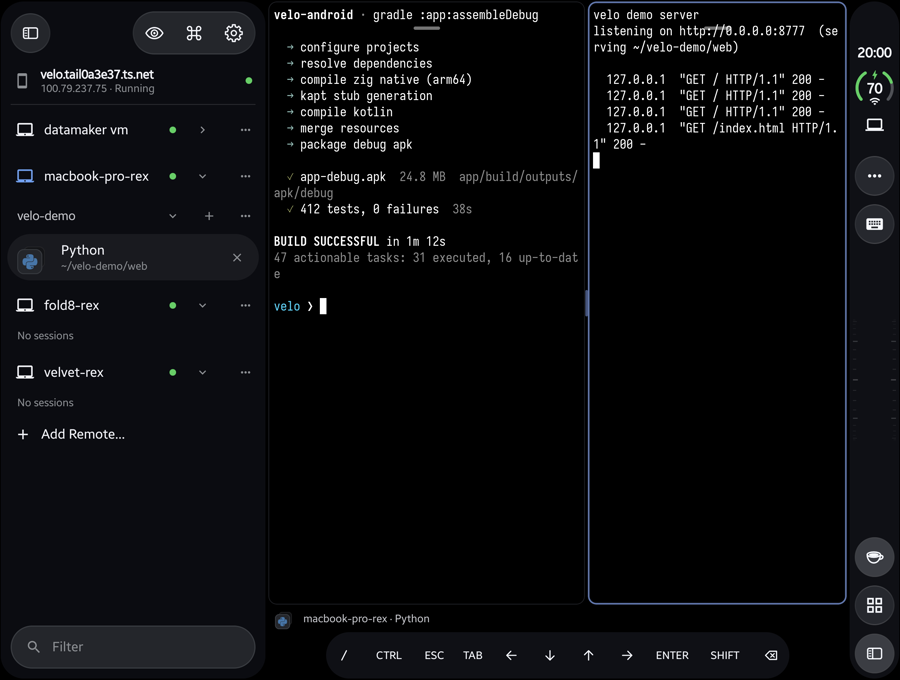 velo.tail0a3e37.ts.net
100.79.237.75 · Running
datamaker vm
macbook-pro-rex
velo-demo
Python
~/velo-demo/web
fold8-rex
No sessions
velvet-rex
No sessions
+ Add Remote...
Filter
velo-android · gradle :app:assembleDebug
→ configure projects
→ resolve dependencies
→ compile zig native (arm64)
→ kapt stub generation
→ compile kotlin
→ merge resources
→ package debug apk
✓ app-debug.apk 24.8 MB app/build/outputs/
apk/debug
✓ 412 tests, 0 failures 38s
BUILD SUCCESSFUL in 1m 12s
47 actionable tasks: 31 executed, 16 up-to-dat
e
velo ❯
velo demo server
listening on http://0.0.0.0:8777 (se
rving ~/velo-demo/web)
127.0.0.1 "GET / HTTP/1.1" 200 -
127.0.0.1 "GET / HTTP/1.1" 200 -
127.0.0.1 "GET / HTTP/1.1" 200 -
127.0.0.1 "GET /index.html HTTP/1.
1" 200 -
macbook-pro-rex · Python
/ CTRL ESC TAB ← ↓ ↑ → ENTER SHIFT
20:00
70